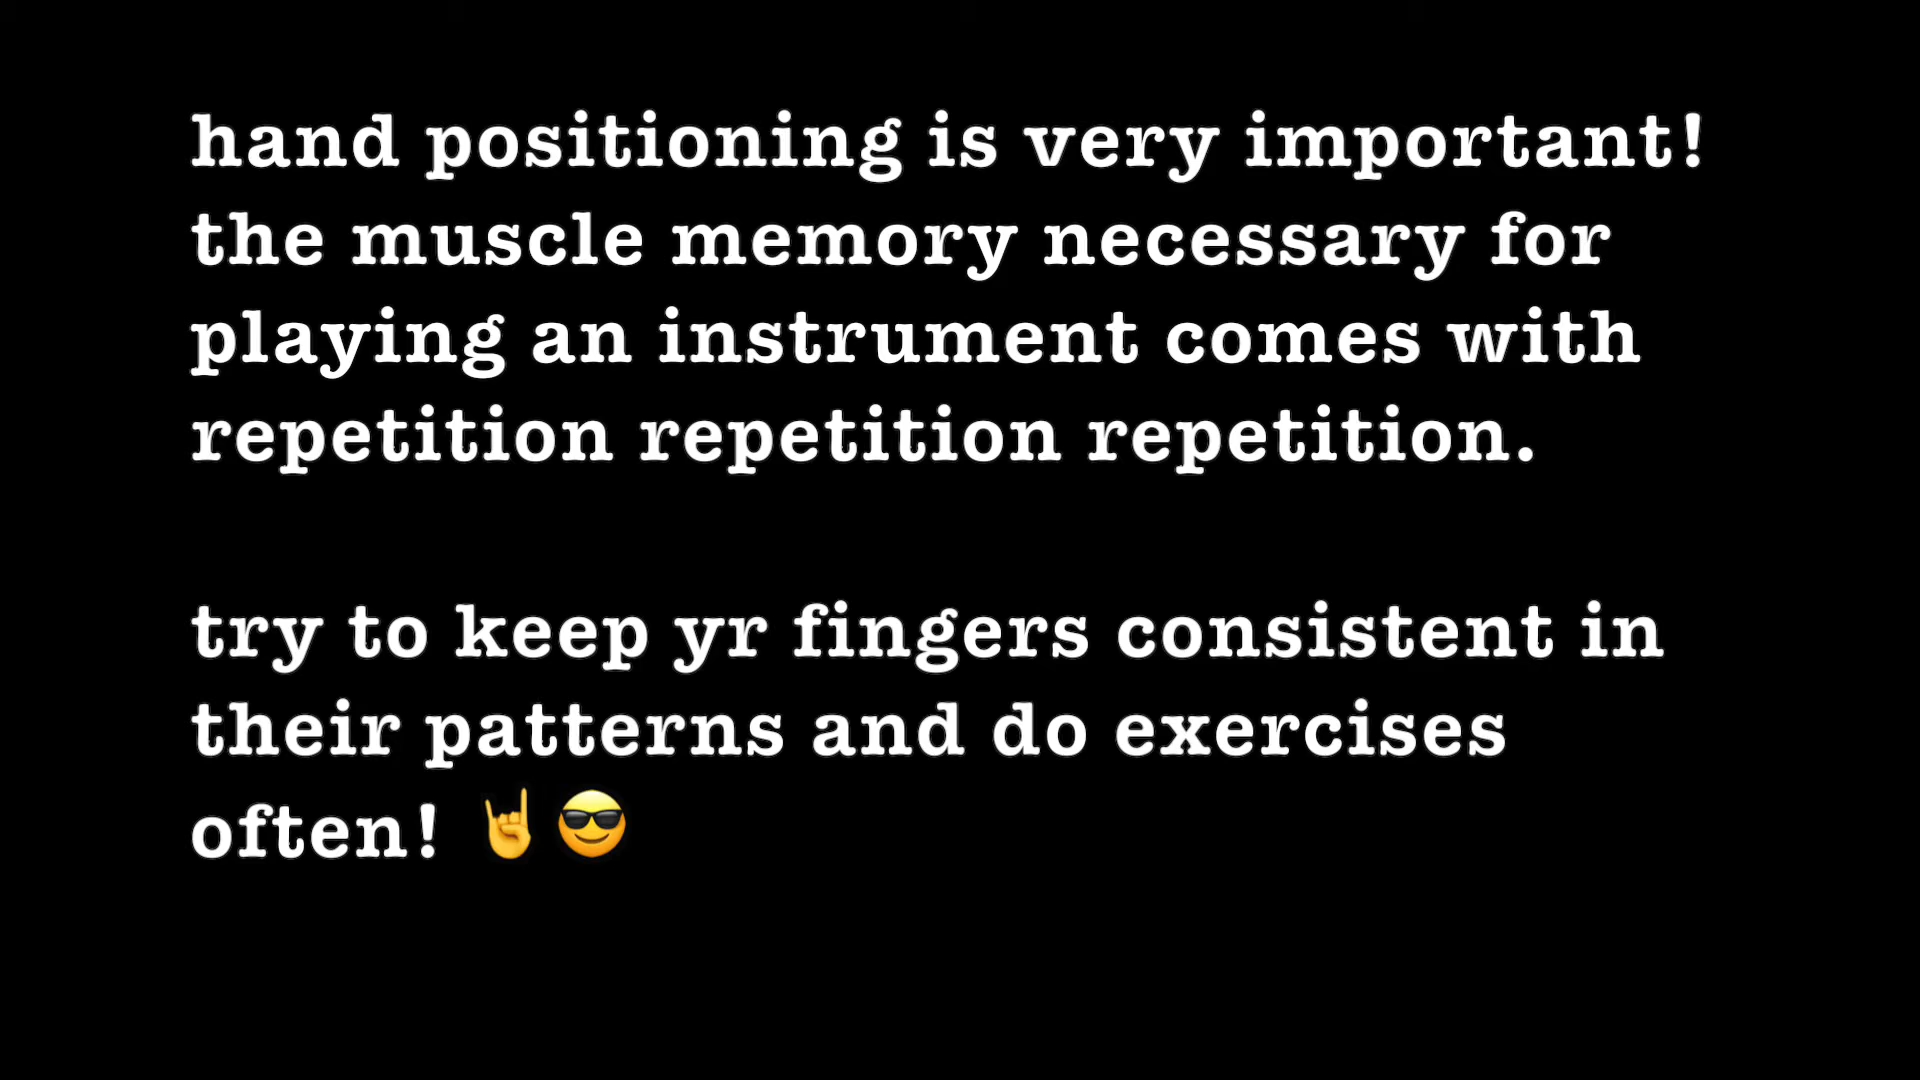 hand positioning is very important!
the muscle memory necessary for
playing an instrument comes with
repetition repetition repetition.
try to keep yr fingers consistent in
their patterns and do exercises
often! 🤘😎